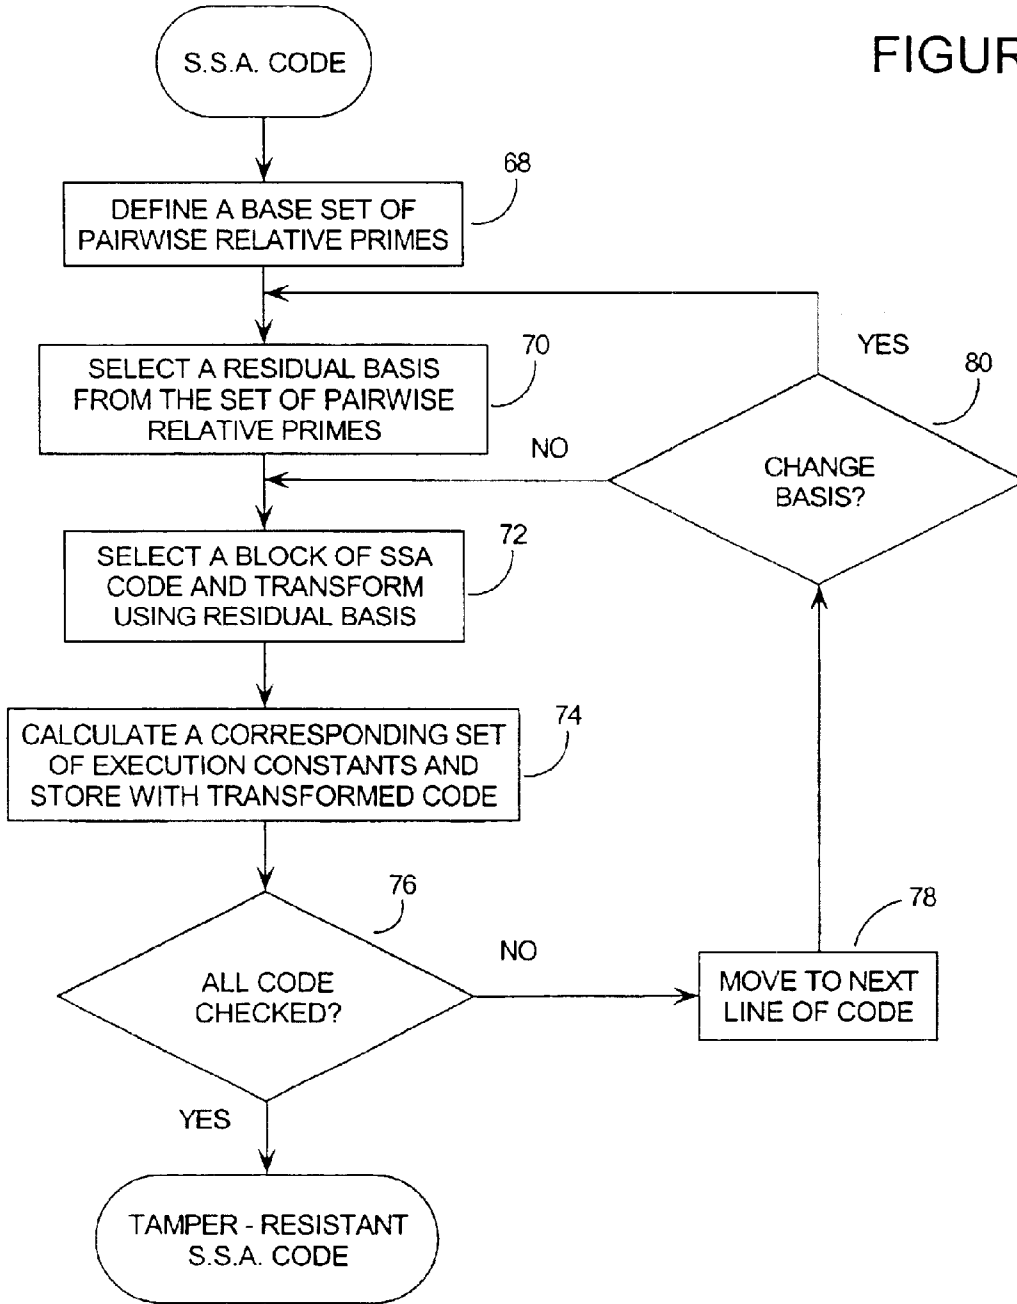 S.S.A. CODE
FIGUR
68
DEFINE A BASE SET OF
PAIRWISE RELATIVE PRIMES
70
SELECT A RESIDUAL BASIS
FROM THE SET OF PAIRWISE
RELATIVE PRIMES
YES
80
NO
CHANGE
BASIS?
72
SELECT A BLOCK OF SSA
CODE AND TRANSFORM
USING RESIDUAL BASIS
74
CALCULATE A CORRESPONDING SET
OF EXECUTION CONSTANTS AND
STORE WITH TRANSFORMED CODE
76
ALL CODE
CHECKED?
NO
78
MOVE TO NEXT
LINE OF CODE
YES
TAMPER - RESISTANT
S.S.A. CODE